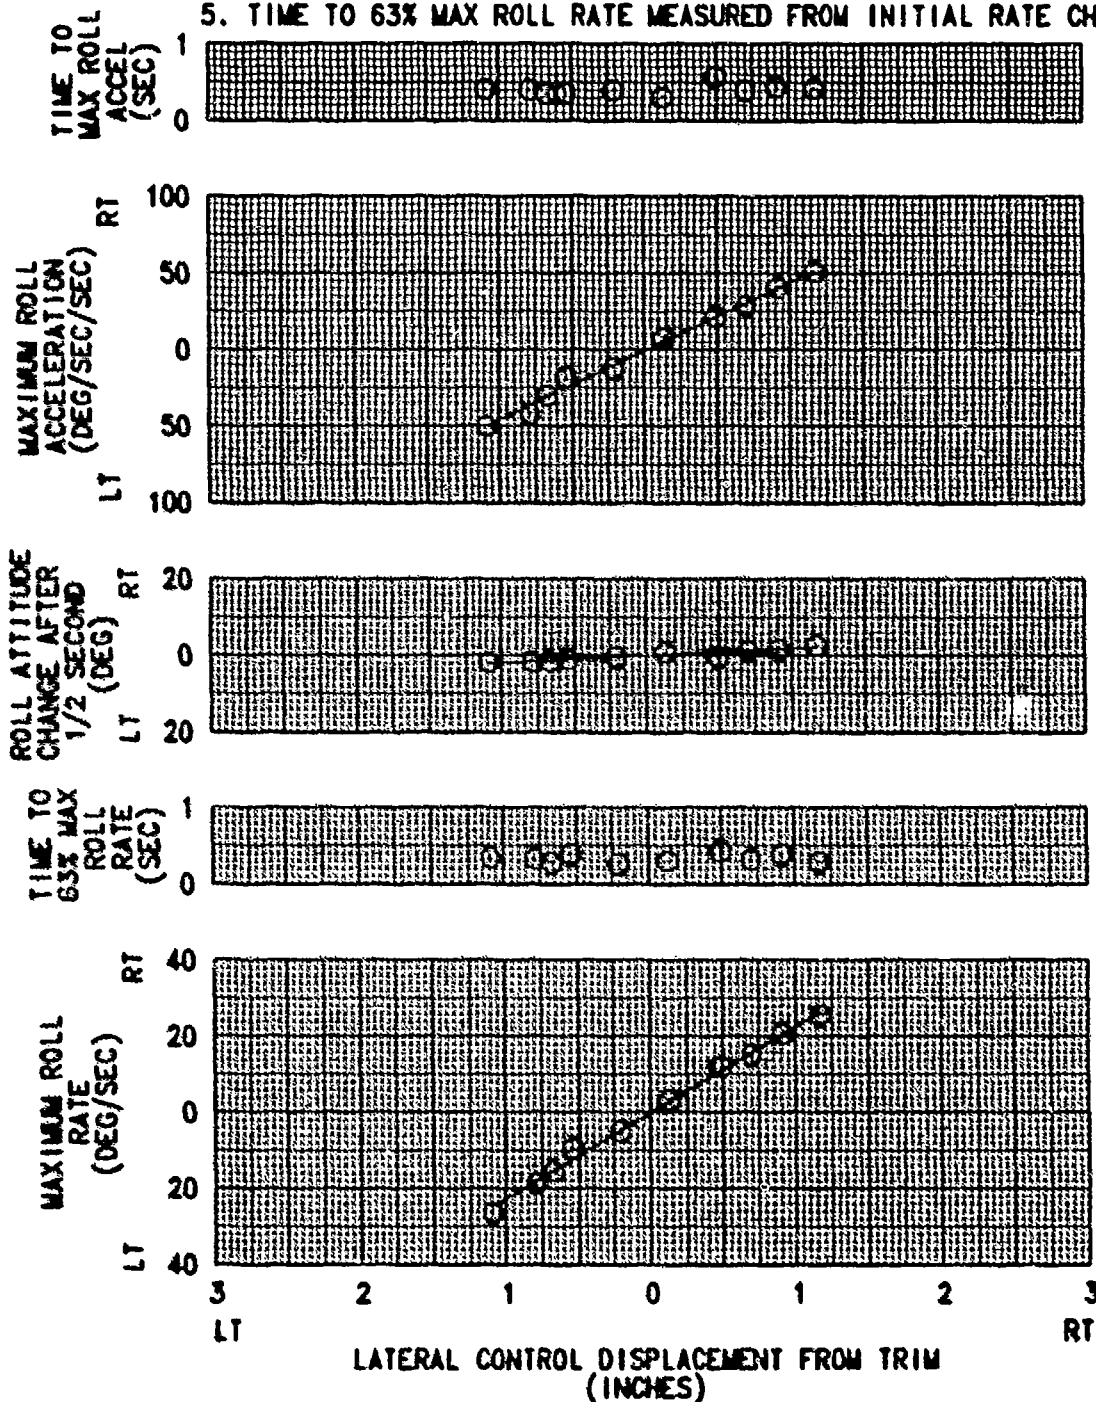 5. TIME TO 63% MAX ROLL RATE MEASURED FROM INITIAL RATE CH
TIME TO
MAX ROLL
ACCEL
(SEC)
1
0
MAXIMUM ROLL
ACCELERATION
(DEG/SEC/SEC)
RT
LT
100
50
0
50
100
ROLL ATTITUDE
CHANGE AFTER
1/2 SECOND
(DEG)
RT
LT
20
0
20
TIME TO
63% MAX
ROLL
RATE
(SEC)
1
0
MAXIMUM ROLL
RATE
(DEG/SEC)
RT
LT
40
20
0
20
40
3 2 1 0 1 2 3
LT RT
LATERAL CONTROL DISPLACEMENT FROM TRIM
(INCHES)